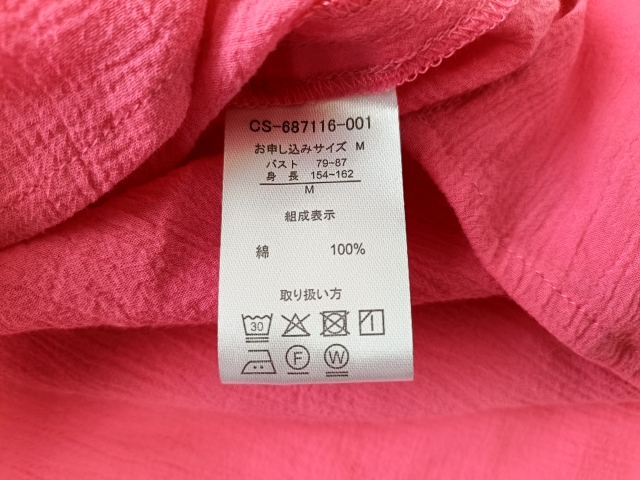 CS-687116-001
お申し込みサイズ M
バスト 79~87
身 長 154~162
M
組成表示
綿 100%
取り扱い方
30
F W